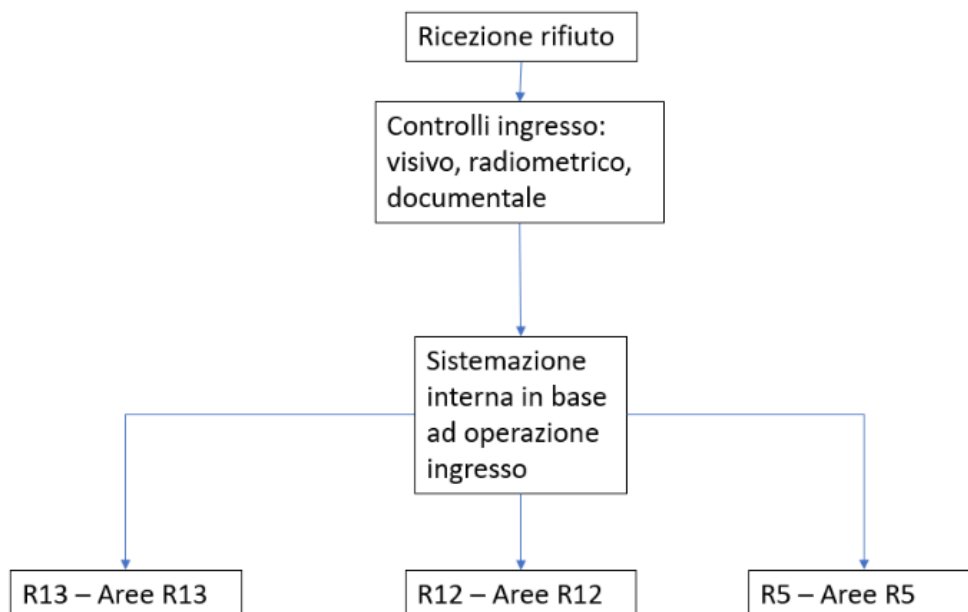 Ricezione rifiuto
Controlli ingresso:
visivo, radiometrico,
documentale
Sistemazione
interna in base
ad operazione
ingresso
R13 – Aree R13
R12 – Aree R12
R5 – Aree R5